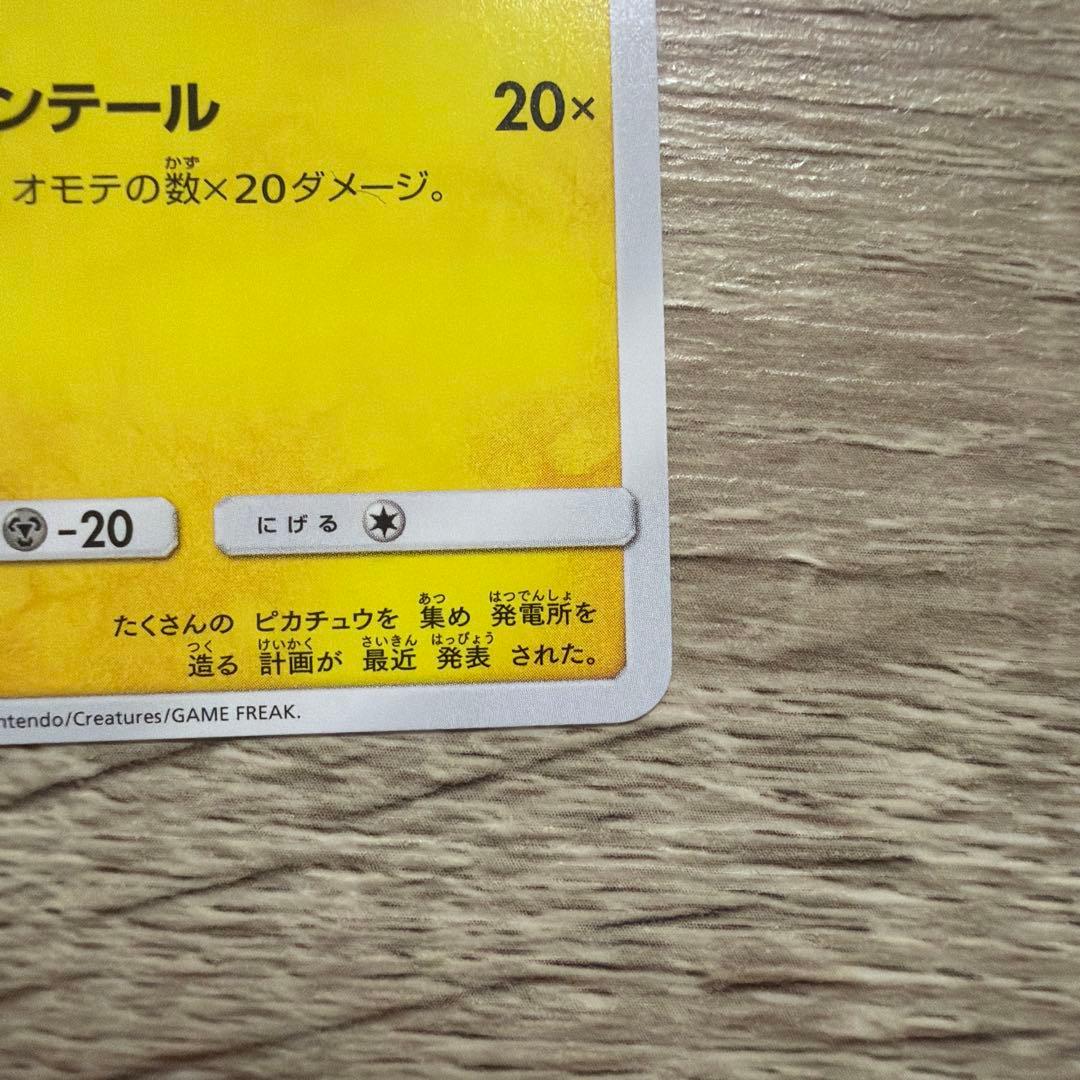 ンテール 20×
オモテの数×20ダメージ。
-20 にげる
たくさんの ピカチュウを 集め 発電所を
造る 計画が 最近 発表 された。
ntendo/Creatures/GAME FREAK.